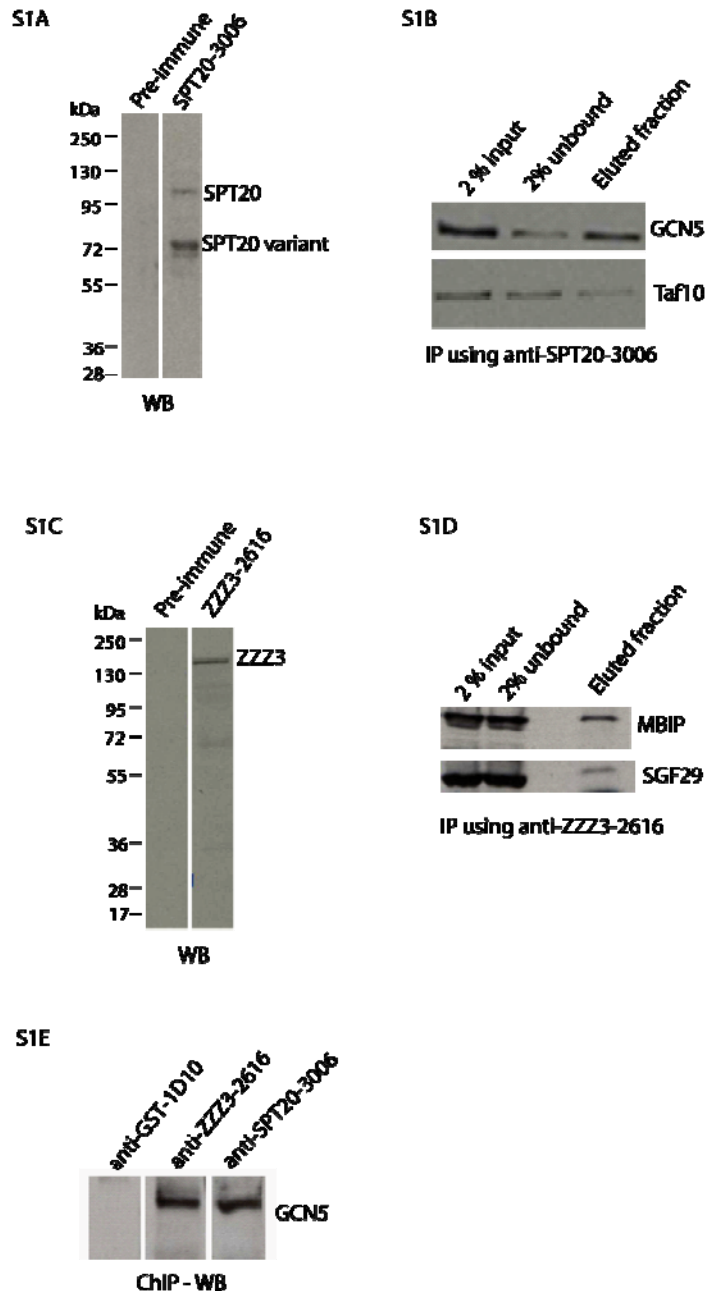 S1A
Pre-immune
SPT20-3006
kDa
250
130
95
72
55
36
28
SPT20
SPT20 variant
WB
S1B
2 % input
2% unbound
Eluted fraction
GCN5
Taf10
IP using anti-SPT20-3006
S1C
Pre-immune
ZZZ3-2616
kDa
250
130
95
72
55
36
28
17
ZZZ3
WB
S1D
2 % input
2% unbound
Eluted fraction
MBIP
SGF29
IP using anti-ZZZ3-2616
S1E
anti-GST-1D10
anti-ZZZ3-2616
anti-SPT20-3006
GCN5
ChIP - WB